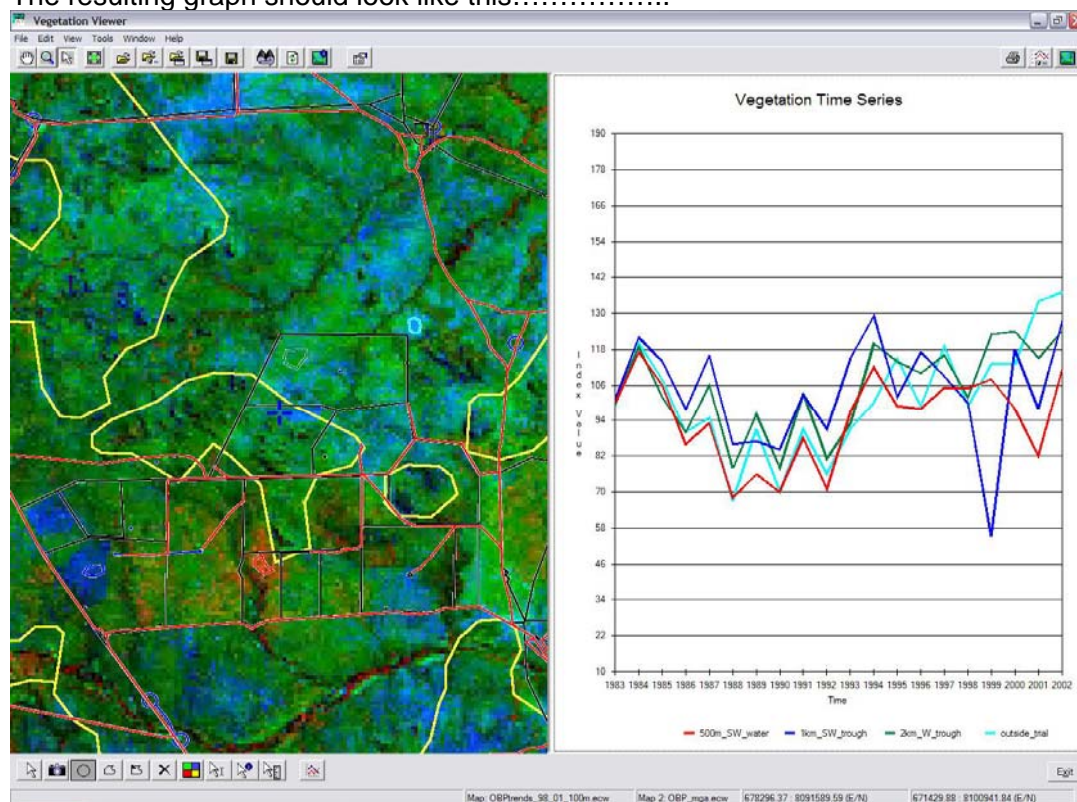 The resulting graph should look like this……………..
Vegetation Viewer
File Edit View Tools Window Help
Vegetation Time Series
190
178
166
154
142
130
118
106
94
82
70
58
46
34
22
10
Index Value
1983 1984 1985 1986 1987 1988 1989 1990 1991 1992 1993 1994 1995 1996 1997 1998 1999 2000 2001 2002
Time
500m_SW_water 1km_SW_trough 2km_W_trough outside_trial
Exit
Map: OBPtrends_98_01_100m.ecw Map 2: OBP_mga.ecw 678296.37 : 8091589.59 (E/N) 671429.88 : 8100941.84 (E/N)